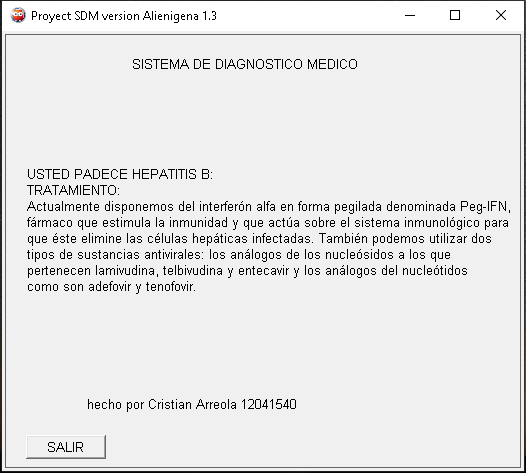 Proyect SDM version Alienigena 1.3
SISTEMA DE DIAGNOSTICO MEDICO
USTED PADECE HEPATITIS B:
TRATAMIENTO:
Actualmente disponemos del interferón alfa en forma pegilada denominada Peg-IFN,
fármaco que estimula la inmunidad y que actúa sobre el sistema inmunológico para
que éste elimine las células hepáticas infectadas. También podemos utilizar dos
tipos de sustancias antivirales: los análogos de los nucleósidos a los que
pertenecen lamivudina, telbivudina y entecavir y los análogos del nucleótidos
como son adefovir y tenofovir.
hecho por Cristian Arreola 12041540
SALIR